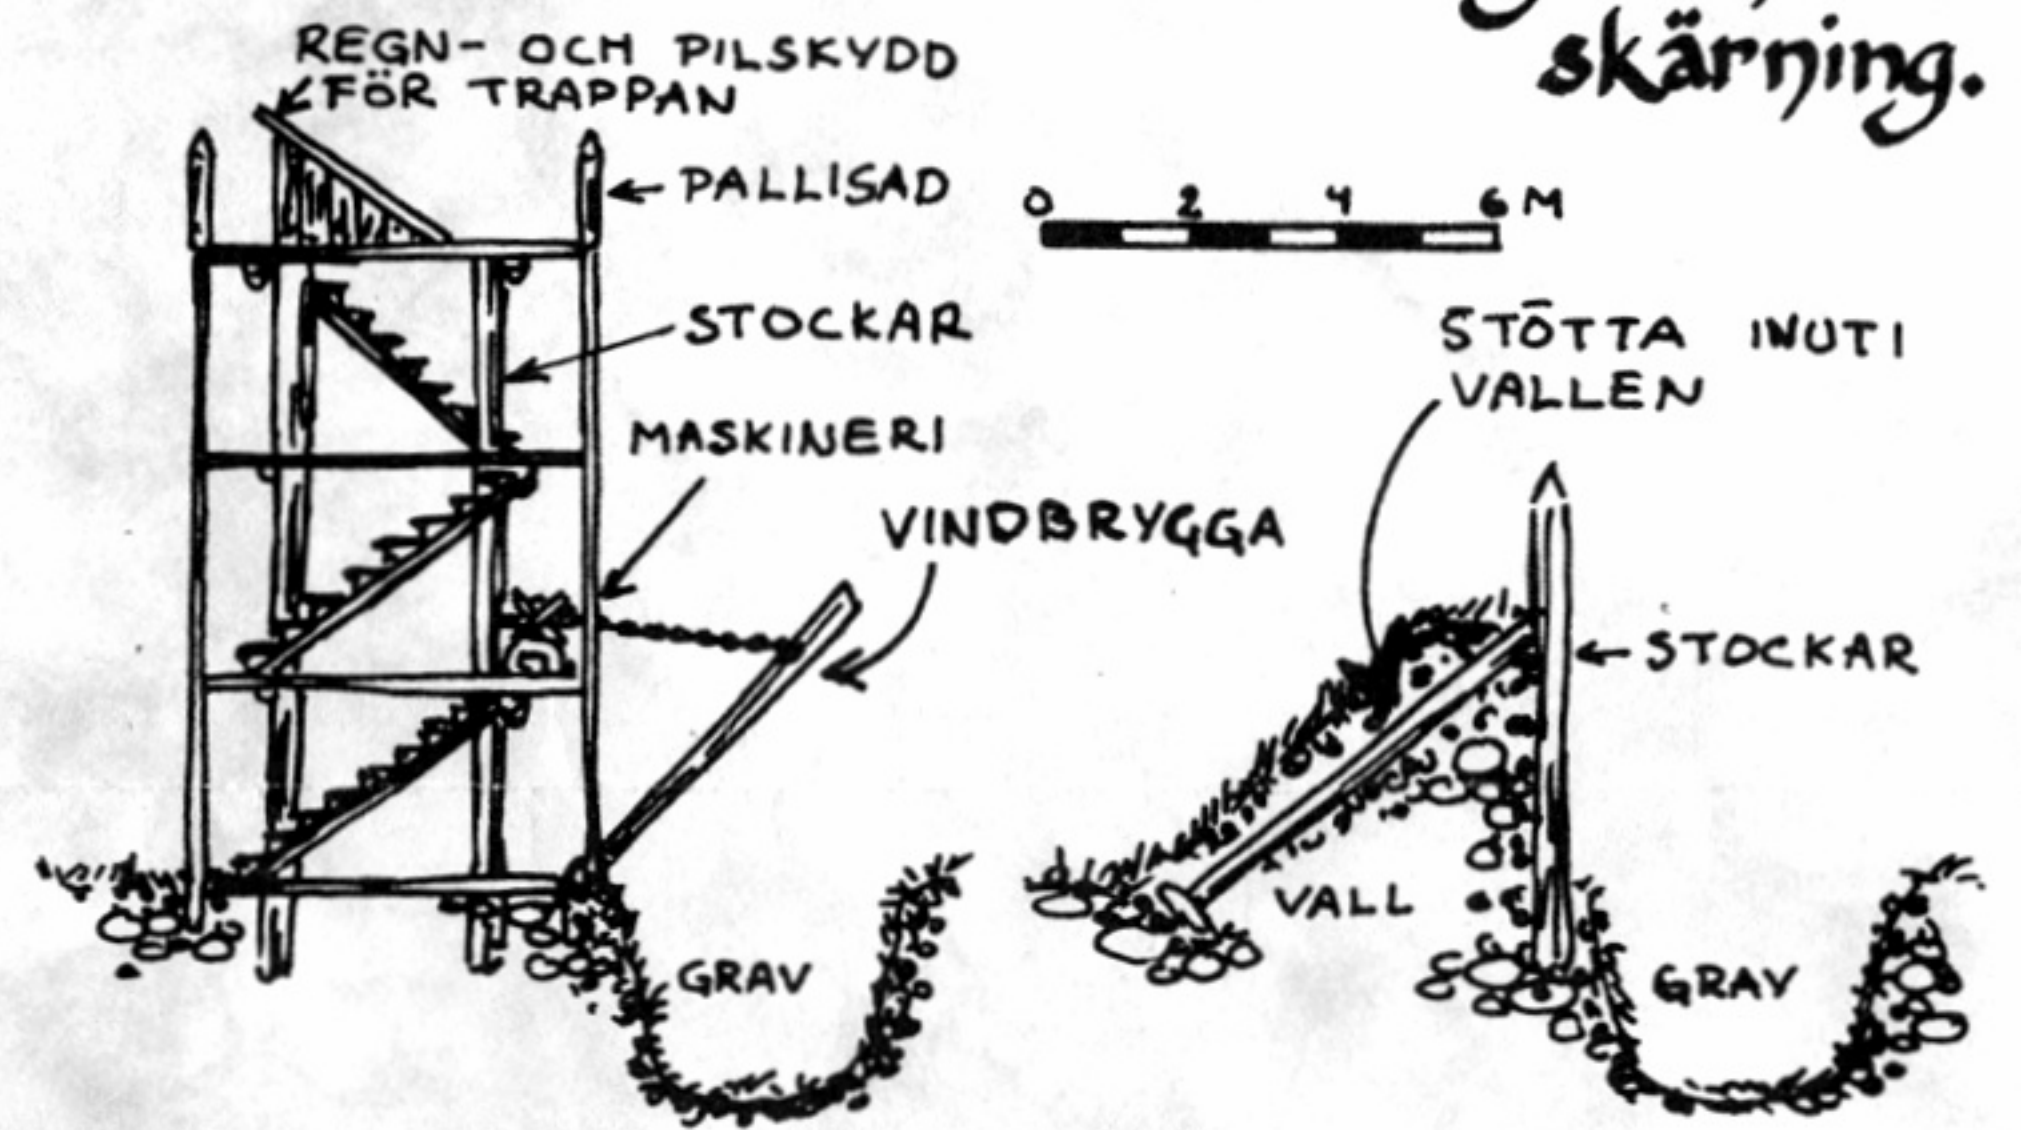 skärning.
REGN- OCH PILSKYDD
FÖR TRAPPAN
PALLISAD
0 2 4 6 M
STOCKAR
STÖTTA INUTI
VALLEN
MASKINERI
VINDBRYGGA
STOCKAR
VALL
GRAV
GRAV